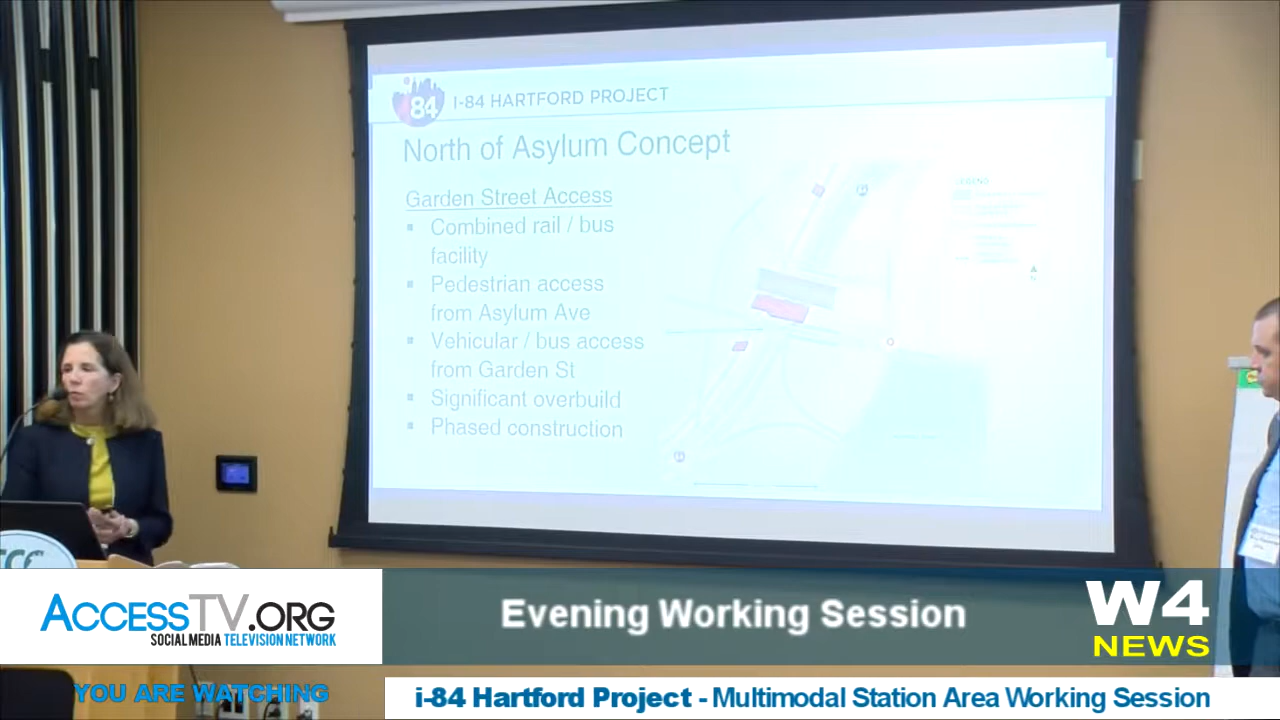 84
I-84 HARTFORD PROJECT
North of Asylum Concept
Garden Street Access
Combined rail / bus
facility
Pedestrian access
from Asylum Ave
Vehicular / bus access
from Garden St
Significant overbuild
Phased construction
LEGEND
ACCESSTV.ORG
SOCIAL MEDIA TELEVISION NETWORK
Evening Working Session
W4
NEWS
YOU ARE WATCHING
i-84 Hartford Project - Multimodal Station Area Working Session